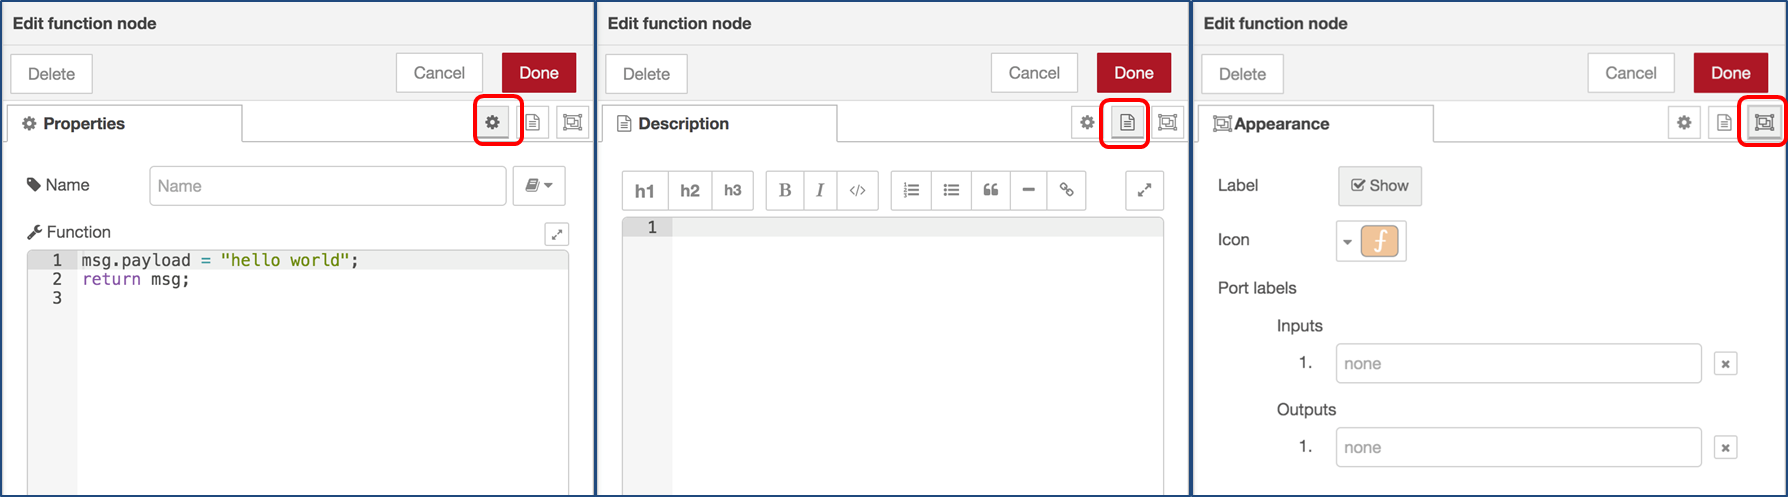 Edit function node
Delete
Cancel
Done
Properties
Name
Name
Function
1 msg.payload = "hello world";
2 return msg;
3
Edit function node
Delete
Cancel
Done
Description
h1 h2 h3 B I </>
1
Edit function node
Delete
Cancel
Done
Appearance
Label
Show
Icon
Port labels
Inputs
1. none
Outputs
1. none